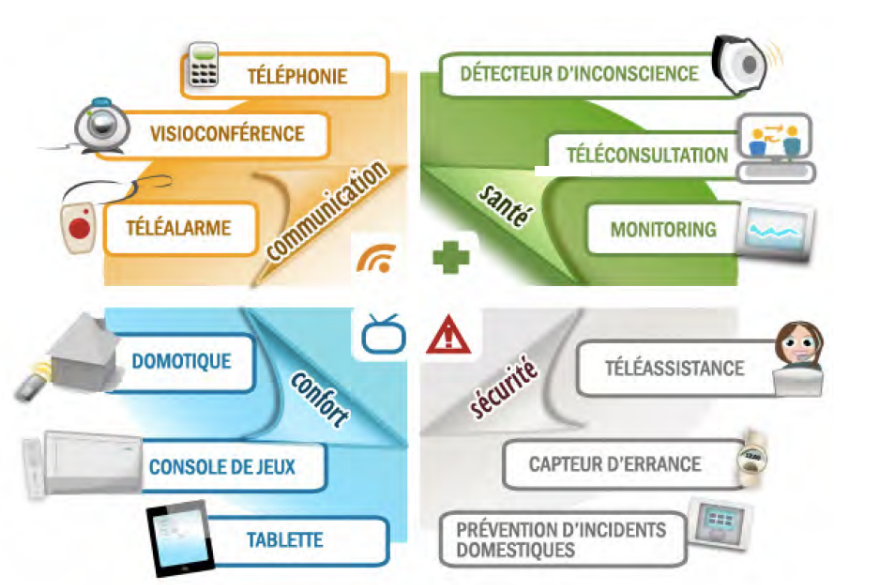 TÉLÉPHONIE
VISIOCONFÉRENCE
TÉLÉALARME
communication
DÉTECTEUR D'INCONSCIENCE
TÉLÉCONSULTATION
MONITORING
santé
DOMOTIQUE
CONSOLE DE JEUX
TABLETTE
confort
sécurité
TÉLÉASSISTANCE
CAPTEUR D'ERRANCE
PRÉVENTION D'INCIDENTS
DOMESTIQUES